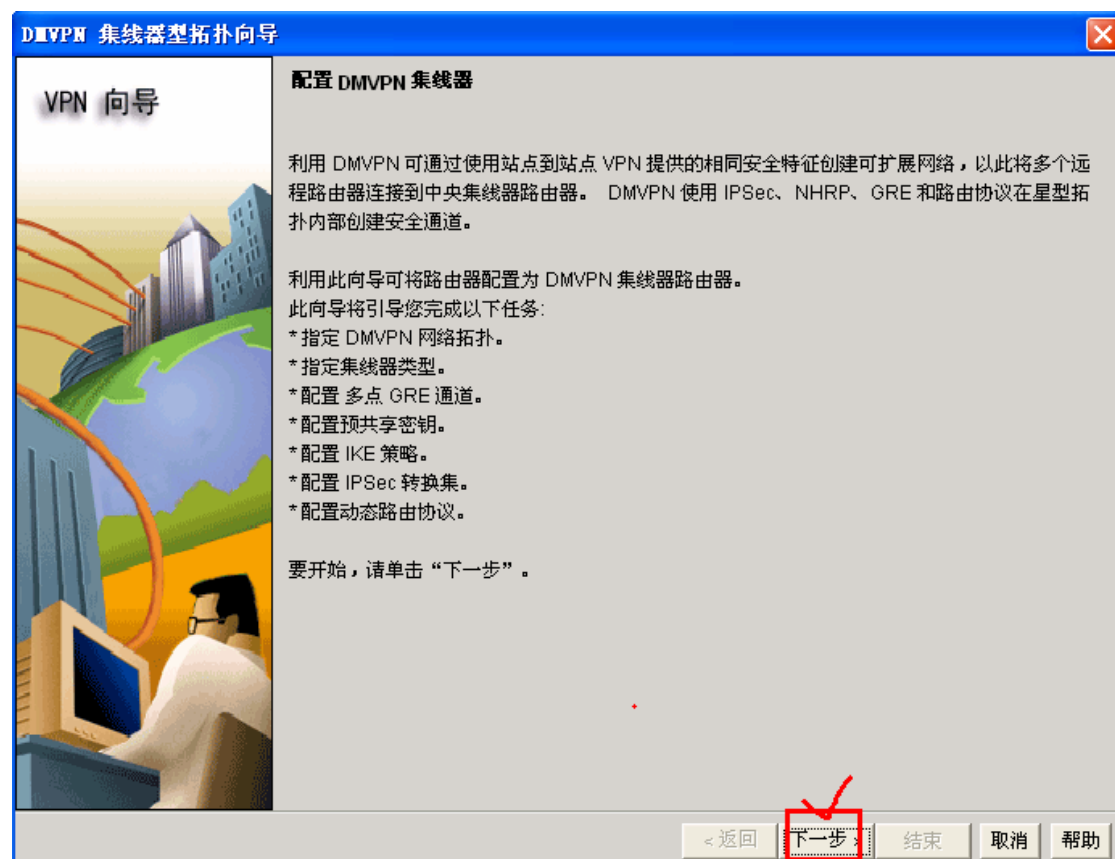 DMVPN 集线器型拓扑向导
VPN 向导
配置 DMVPN 集线器
利用 DMVPN 可通过使用站点到站点 VPN 提供的相同安全特征创建可扩展网络，以此将多个远
程路由器连接到中央集线器路由器。 DMVPN 使用 IPSec、NHRP、GRE 和路由协议在星型拓
扑内部创建安全通道。
利用此向导可将路由器配置为 DMVPN 集线器路由器。
此向导将引导您完成以下任务:
*指定 DMVPN 网络拓扑。
*指定集线器类型。
*配置 多点 GRE 通道。
*配置预共享密钥。
*配置 IKE 策略。
*配置 IPSec 转换集。
*配置动态路由协议。
要开始，请单击“下一步”。
<返回 下一步> 结束 取消 帮助